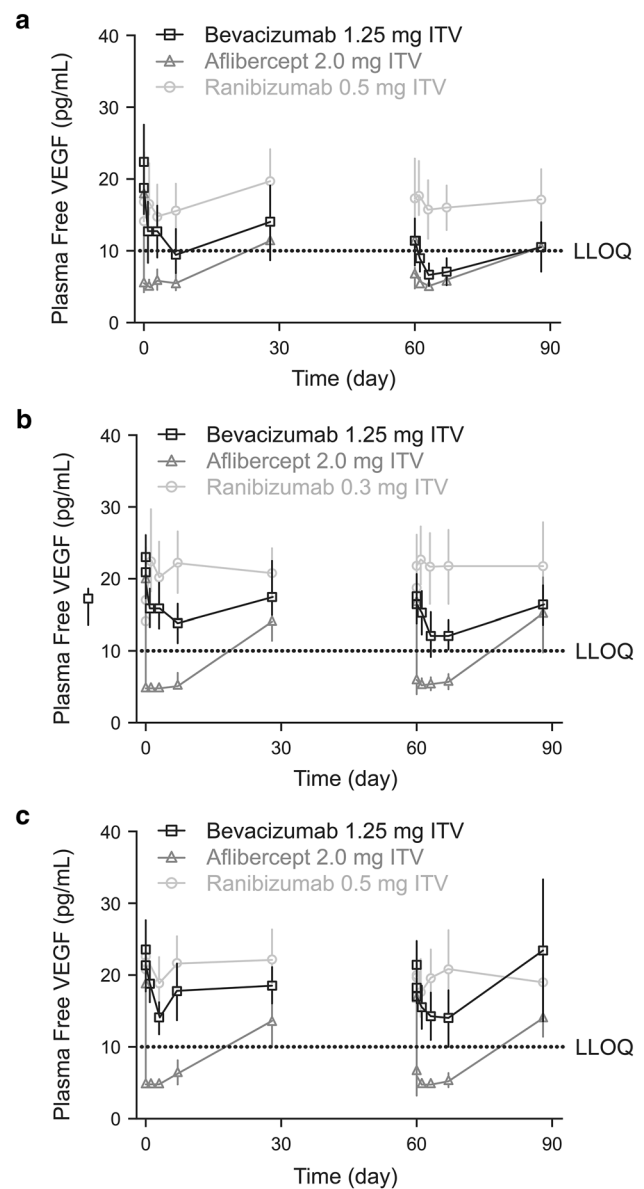 a
Bevacizumab 1.25 mg ITV
Aflibercept 2.0 mg ITV
Ranibizumab 0.5 mg ITV
Plasma Free VEGF (pg/mL)
40
30
20
10
0
LLOQ
0 30 60 90
Time (day)
b
Bevacizumab 1.25 mg ITV
Aflibercept 2.0 mg ITV
Ranibizumab 0.3 mg ITV
Plasma Free VEGF (pg/mL)
40
30
20
10
0
LLOQ
0 30 60 90
Time (day)
c
Bevacizumab 1.25 mg ITV
Aflibercept 2.0 mg ITV
Ranibizumab 0.5 mg ITV
Plasma Free VEGF (pg/mL)
40
30
20
10
0
LLOQ
0 30 60 90
Time (day)